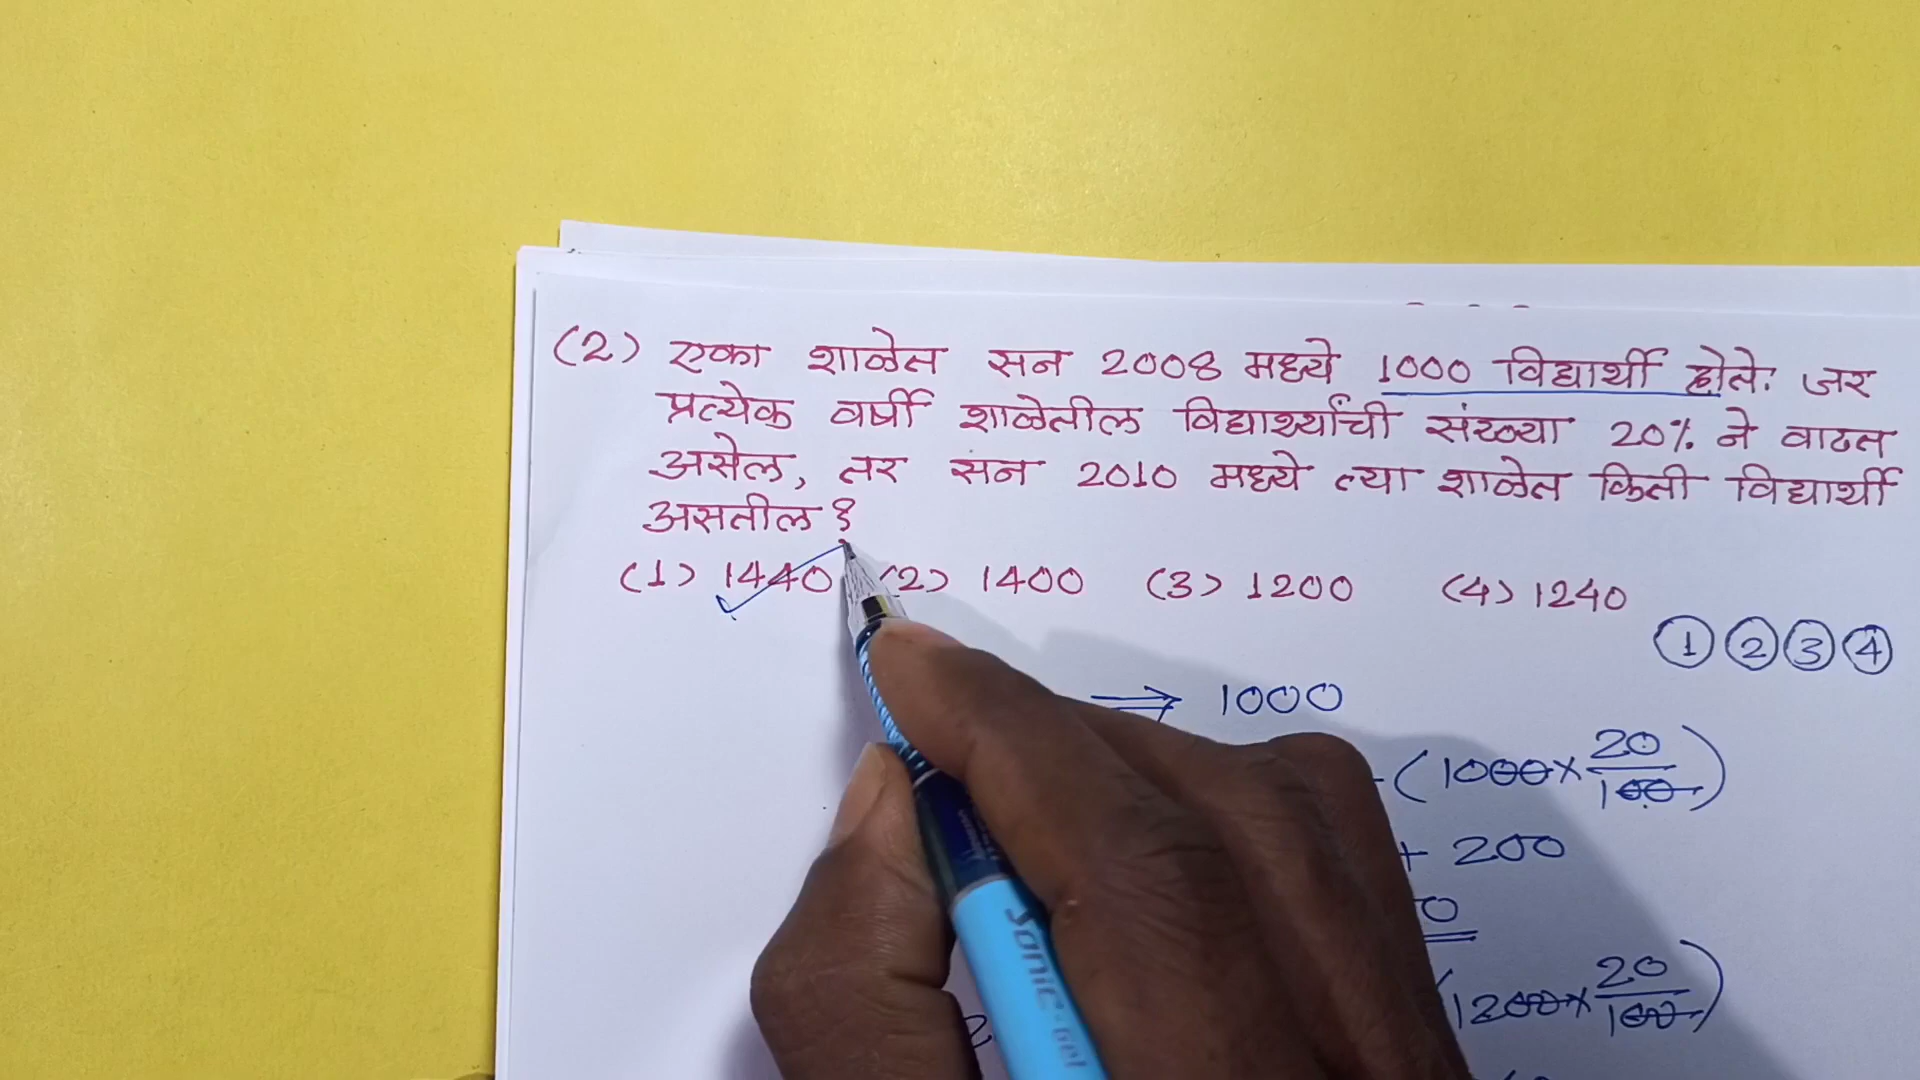 (2) एका शाळेत सन 2008 मध्ये 1000 विद्यार्थी होते. जर
प्रत्येक वर्षी शाळेतील विद्यार्थ्यांची संख्या 20% ने वाढत
असेल, तर सन 2010 मध्ये त्या शाळेत किती विद्यार्थी
असतील?
(1) 1440 (2) 1400 (3) 1200 (4) 1240
① ② ③ ④
⇒ 1000
(1000 × 20/100)
+ 200
0
(1200 × 20/100)
Sonic-gel